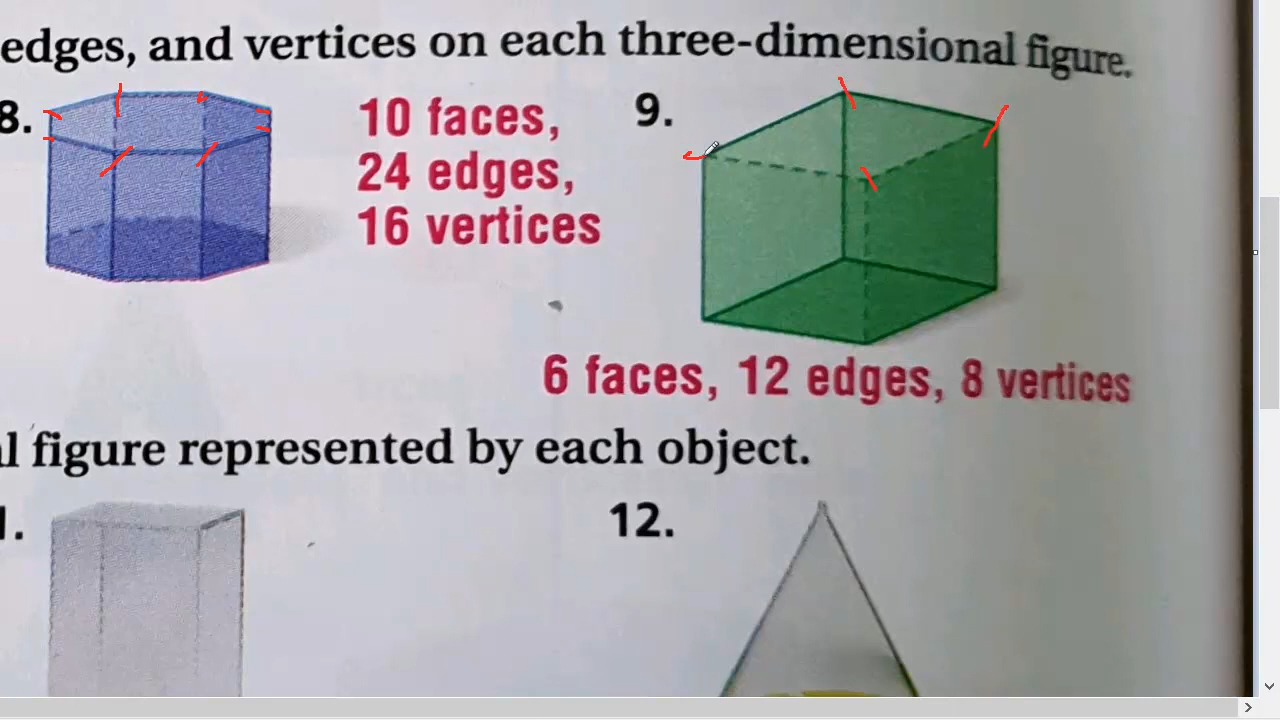 edges, and vertices on each three-dimensional figure.
8.
10 faces,
24 edges,
16 vertices
9.
6 faces, 12 edges, 8 vertices
l figure represented by each object.
1.
12.